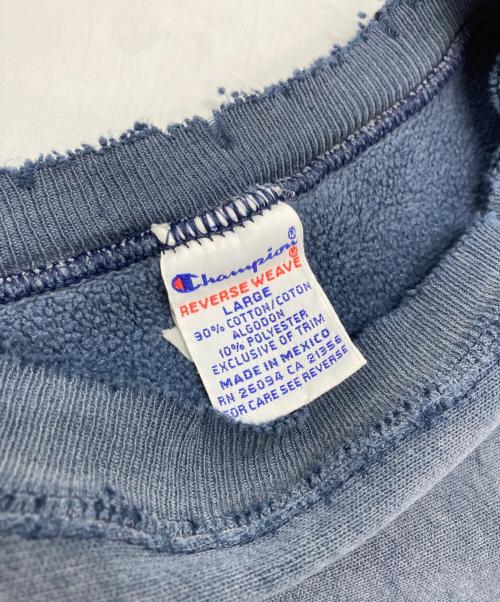 Champion®
REVERSE WEAVE®
LARGE
90% COTTON/COTON
ALGODON
10% POLYESTER
EXCLUSIVE OF TRIM
MADE IN MEXICO
RN 26094 CA 21356
FOR CARE SEE REVERSE